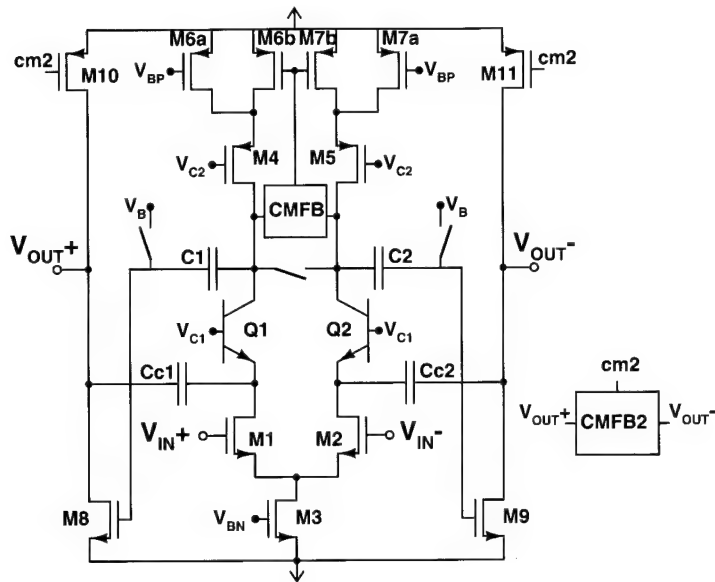 M6a M6b M7b M7a
cm2 M10 V_BP V_BP M11 cm2
V_C2 M4 M5 V_C2
CMFB
V_B V_B
V_OUT+ C1 C2 V_OUT-
V_C1 Q1 Q2 V_C1
Cc1 Cc2
cm2
V_OUT+ CMFB2 V_OUT-
V_IN+ M1 M2 V_IN-
M8 V_BN M3 M9